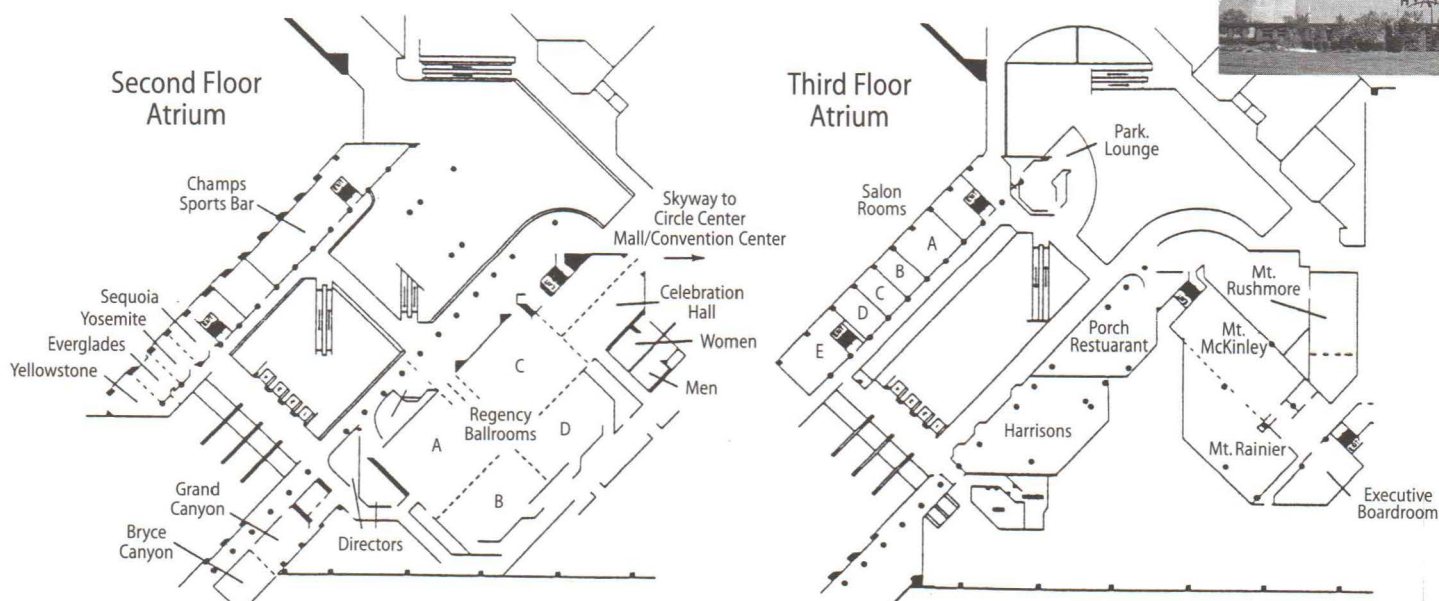 Second Floor
Atrium
Champs
Sports Bar
Sequoia
Yosemite
Everglades
Yellowstone
Grand
Canyon
Bryce
Canyon
Directors
Regency
Ballrooms
A
B
C
D
Skyway to
Circle Center
Mall/Convention Center
Celebration
Hall
Women
Men
Third Floor
Atrium
Park.
Lounge
Salon
Rooms
A
B
C
D
E
Porch
Restuarant
Harrisons
Mt.
Rushmore
Mt.
McKinley
Mt. Rainier
Executive
Boardroom